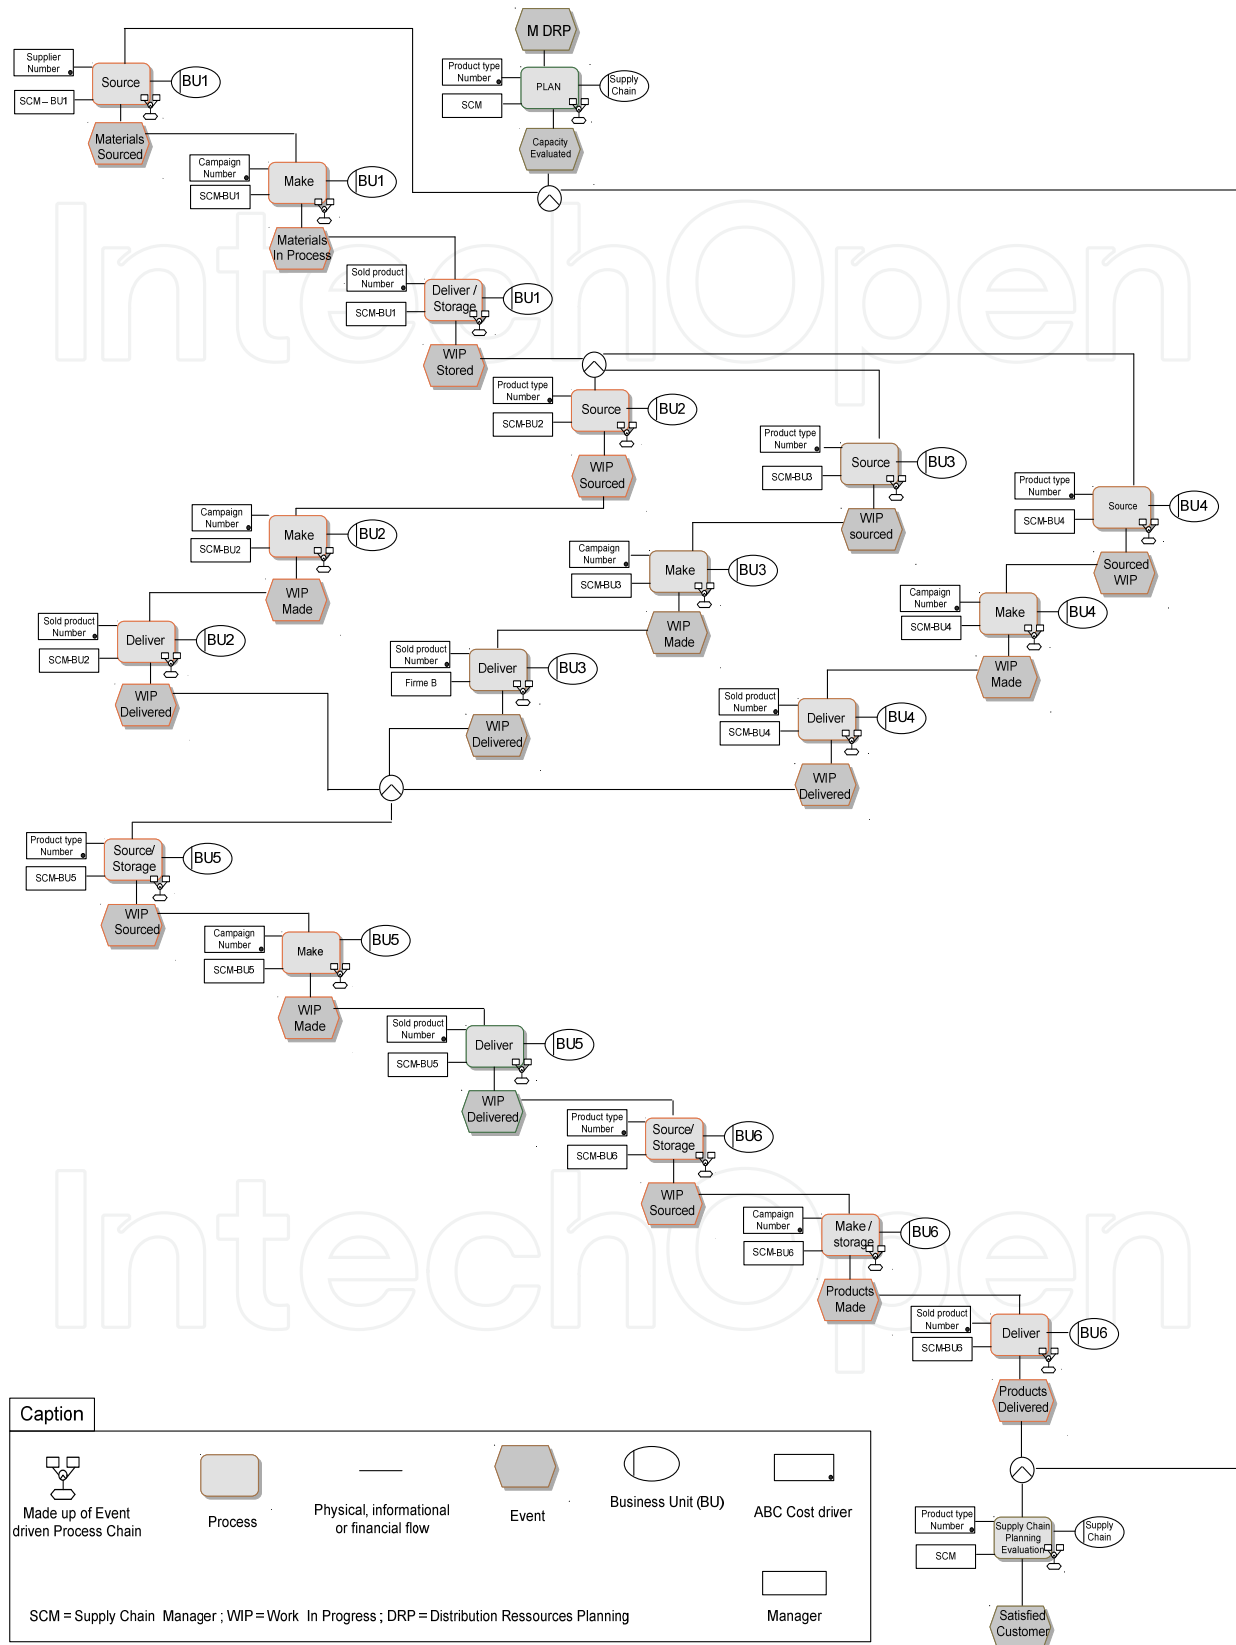 M DRP
Product type
Number
PLAN
Supply
Chain
SCM
Capacity
Evaluated
Supplier
Number
Source
BU1
SCM – BU1
Materials
Sourced
Campaign
Number
Make
BU1
SCM-BU1
Materials
In Process
Sold product
Number
Deliver /
Storage
BU1
SCM-BU1
WIP
Stored
Product type
Number
Source
BU2
SCM-BU2
WIP
Sourced
Product type
Number
Source
BU3
SCM-BU3
WIP
sourced
Product type
Number
Source
BU4
SCM-BU4
Sourced
WIP
Campaign
Number
Make
BU2
SCM-BU2
WIP
Made
Campaign
Number
Make
BU3
SCM-BU3
WIP
Made
Campaign
Number
Make
BU4
SCM-BU4
WIP
Made
Sold product
Number
Deliver
BU2
SCM-BU2
WIP
Delivered
Sold product
Number
Deliver
BU3
Firme B
WIP
Delivered
Sold product
Number
Deliver
BU4
SCM-BU4
WIP
Delivered
Product type
Number
Source/
Storage
BU5
SCM-BU5
WIP
Sourced
Campaign
Number
Make
BU5
SCM-BU5
WIP
Made
Sold product
Number
Deliver
BU5
SCM-BU5
WIP
Delivered
Product type
Number
Source/
Storage
BU6
SCM-BU6
WIP
Sourced
Campaign
Number
Make /
storage
BU6
SCM-BU6
Products
Made
Sold product
Number
Deliver
BU6
SCM-BU6
Products
Delivered
Product type
Number
Supply Chain
Planning
Evaluation
Supply
Chain
SCM
Satisfied
Customer
Caption
Made up of Event
driven Process Chain
Process
Physical, informational
or financial flow
Event
Business Unit (BU)
ABC Cost driver
Manager
SCM = Supply Chain Manager ; WIP = Work In Progress ; DRP = Distribution Ressources Planning
IntechOpen
IntechOpen